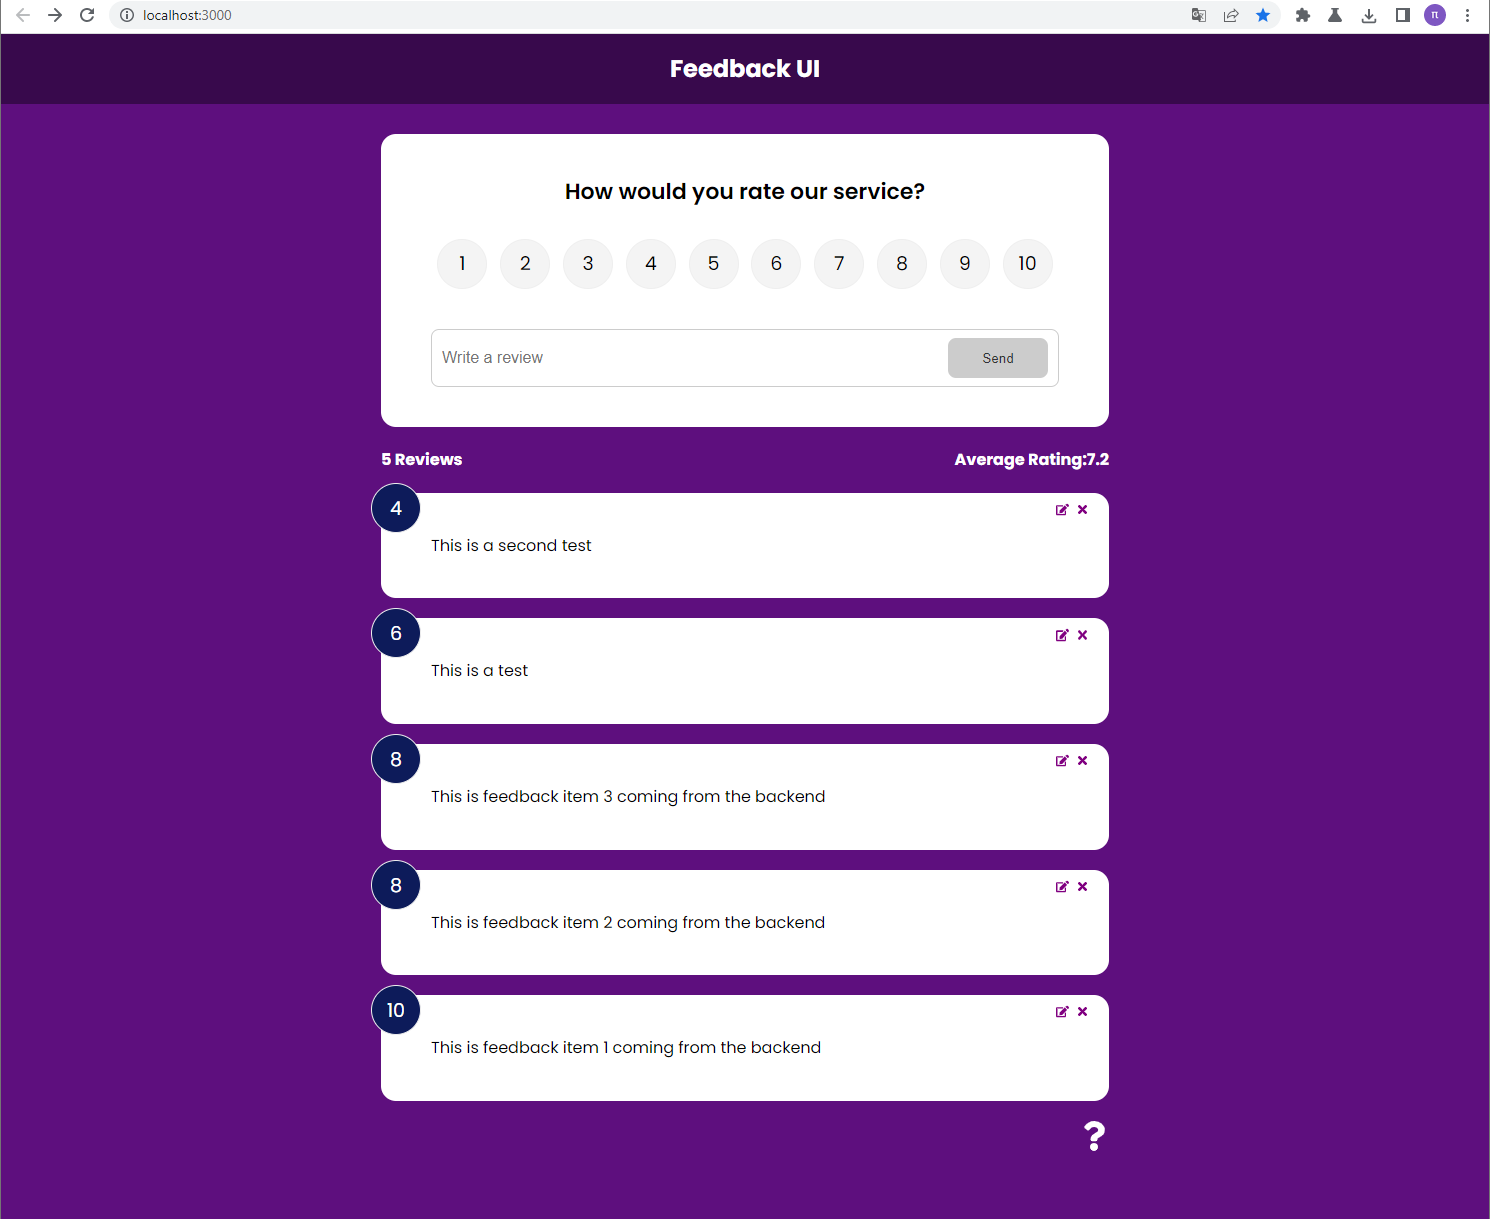 localhost:3000
π
Feedback UI
How would you rate our service?
1 2 3 4 5 6 7 8 9 10
Write a review
Send
5 Reviews
Average Rating:7.2
4
This is a second test
6
This is a test
8
This is feedback item 3 coming from the backend
8
This is feedback item 2 coming from the backend
10
This is feedback item 1 coming from the backend
?